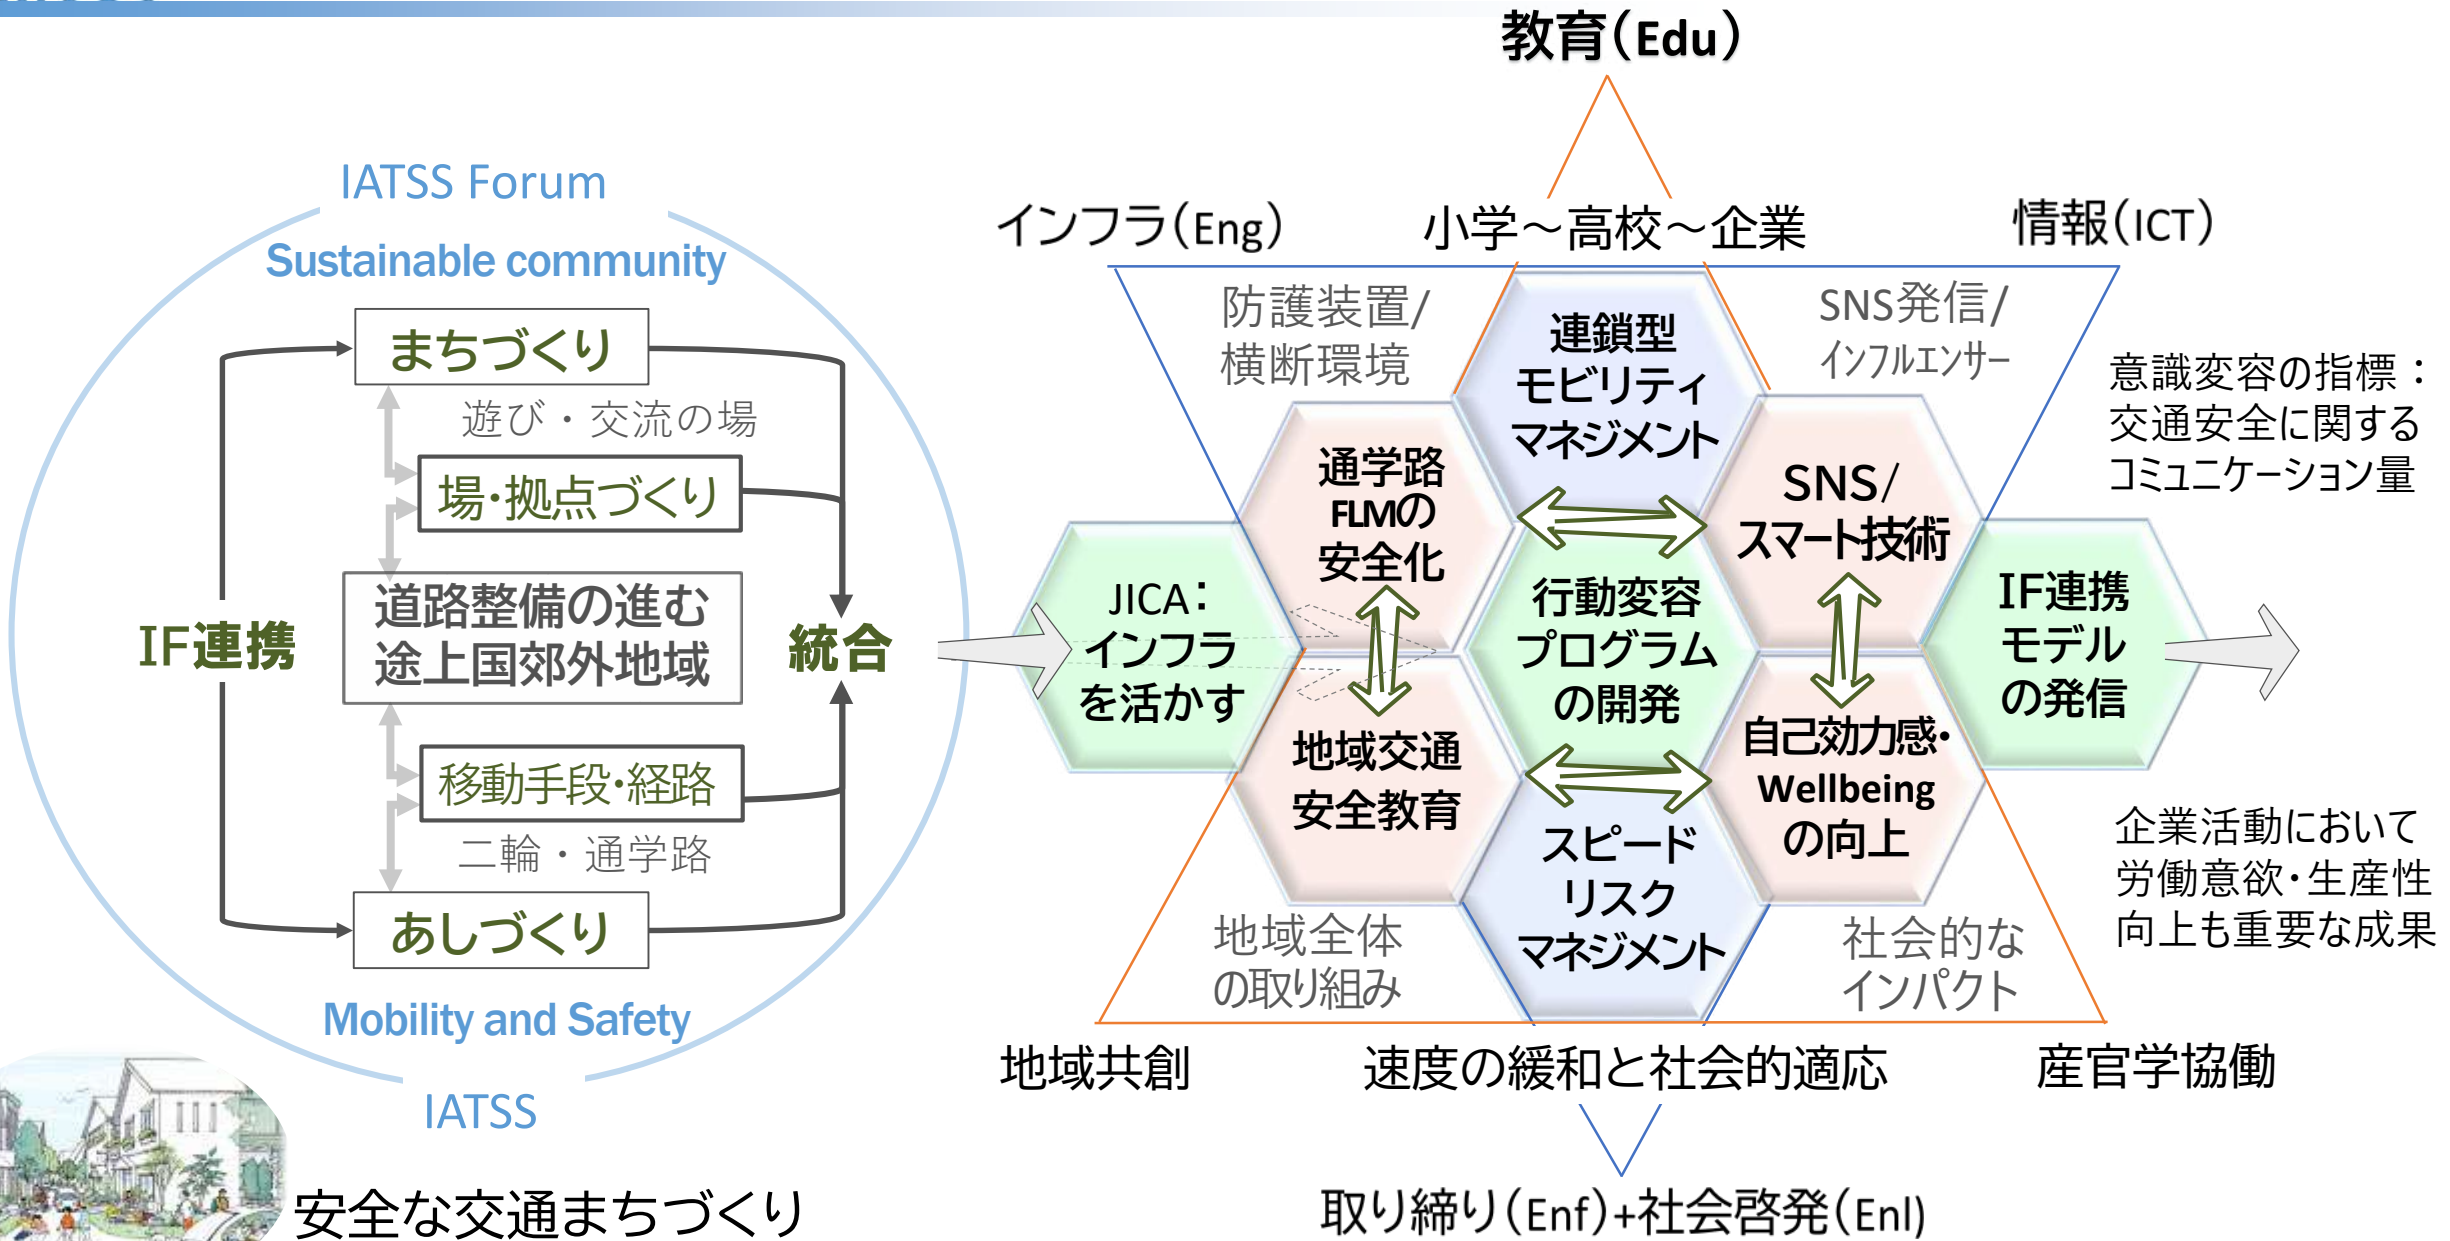 IATSS Forum
Sustainable community
まちづくり
遊び・交流の場
場・拠点づくり
IF連携
道路整備の進む
途上国郊外地域
統合
移動手段・経路
二輪・通学路
あしづくり
Mobility and Safety
IATSS
安全な交通まちづくり
教育(Edu)
インフラ(Eng)
小学～高校～企業
情報(ICT)
防護装置/
横断環境
連鎖型
モビリティ
マネジメント
SNS発信/
インフルエンサー
意識変容の指標：
交通安全に関する
コミュニケーション量
通学路
FLMの
安全化
SNS/
スマート技術
JICA：
インフラ
を活かす
行動変容
プログラム
の開発
IF連携
モデル
の発信
地域交通
安全教育
自己効力感・
Wellbeing
の向上
スピード
リスク
マネジメント
企業活動において
労働意欲・生産性
向上も重要な成果
地域全体
の取り組み
社会的な
インパクト
地域共創
速度の緩和と社会的適応
産官学協働
取り締り(Enf)+社会啓発(Enl)